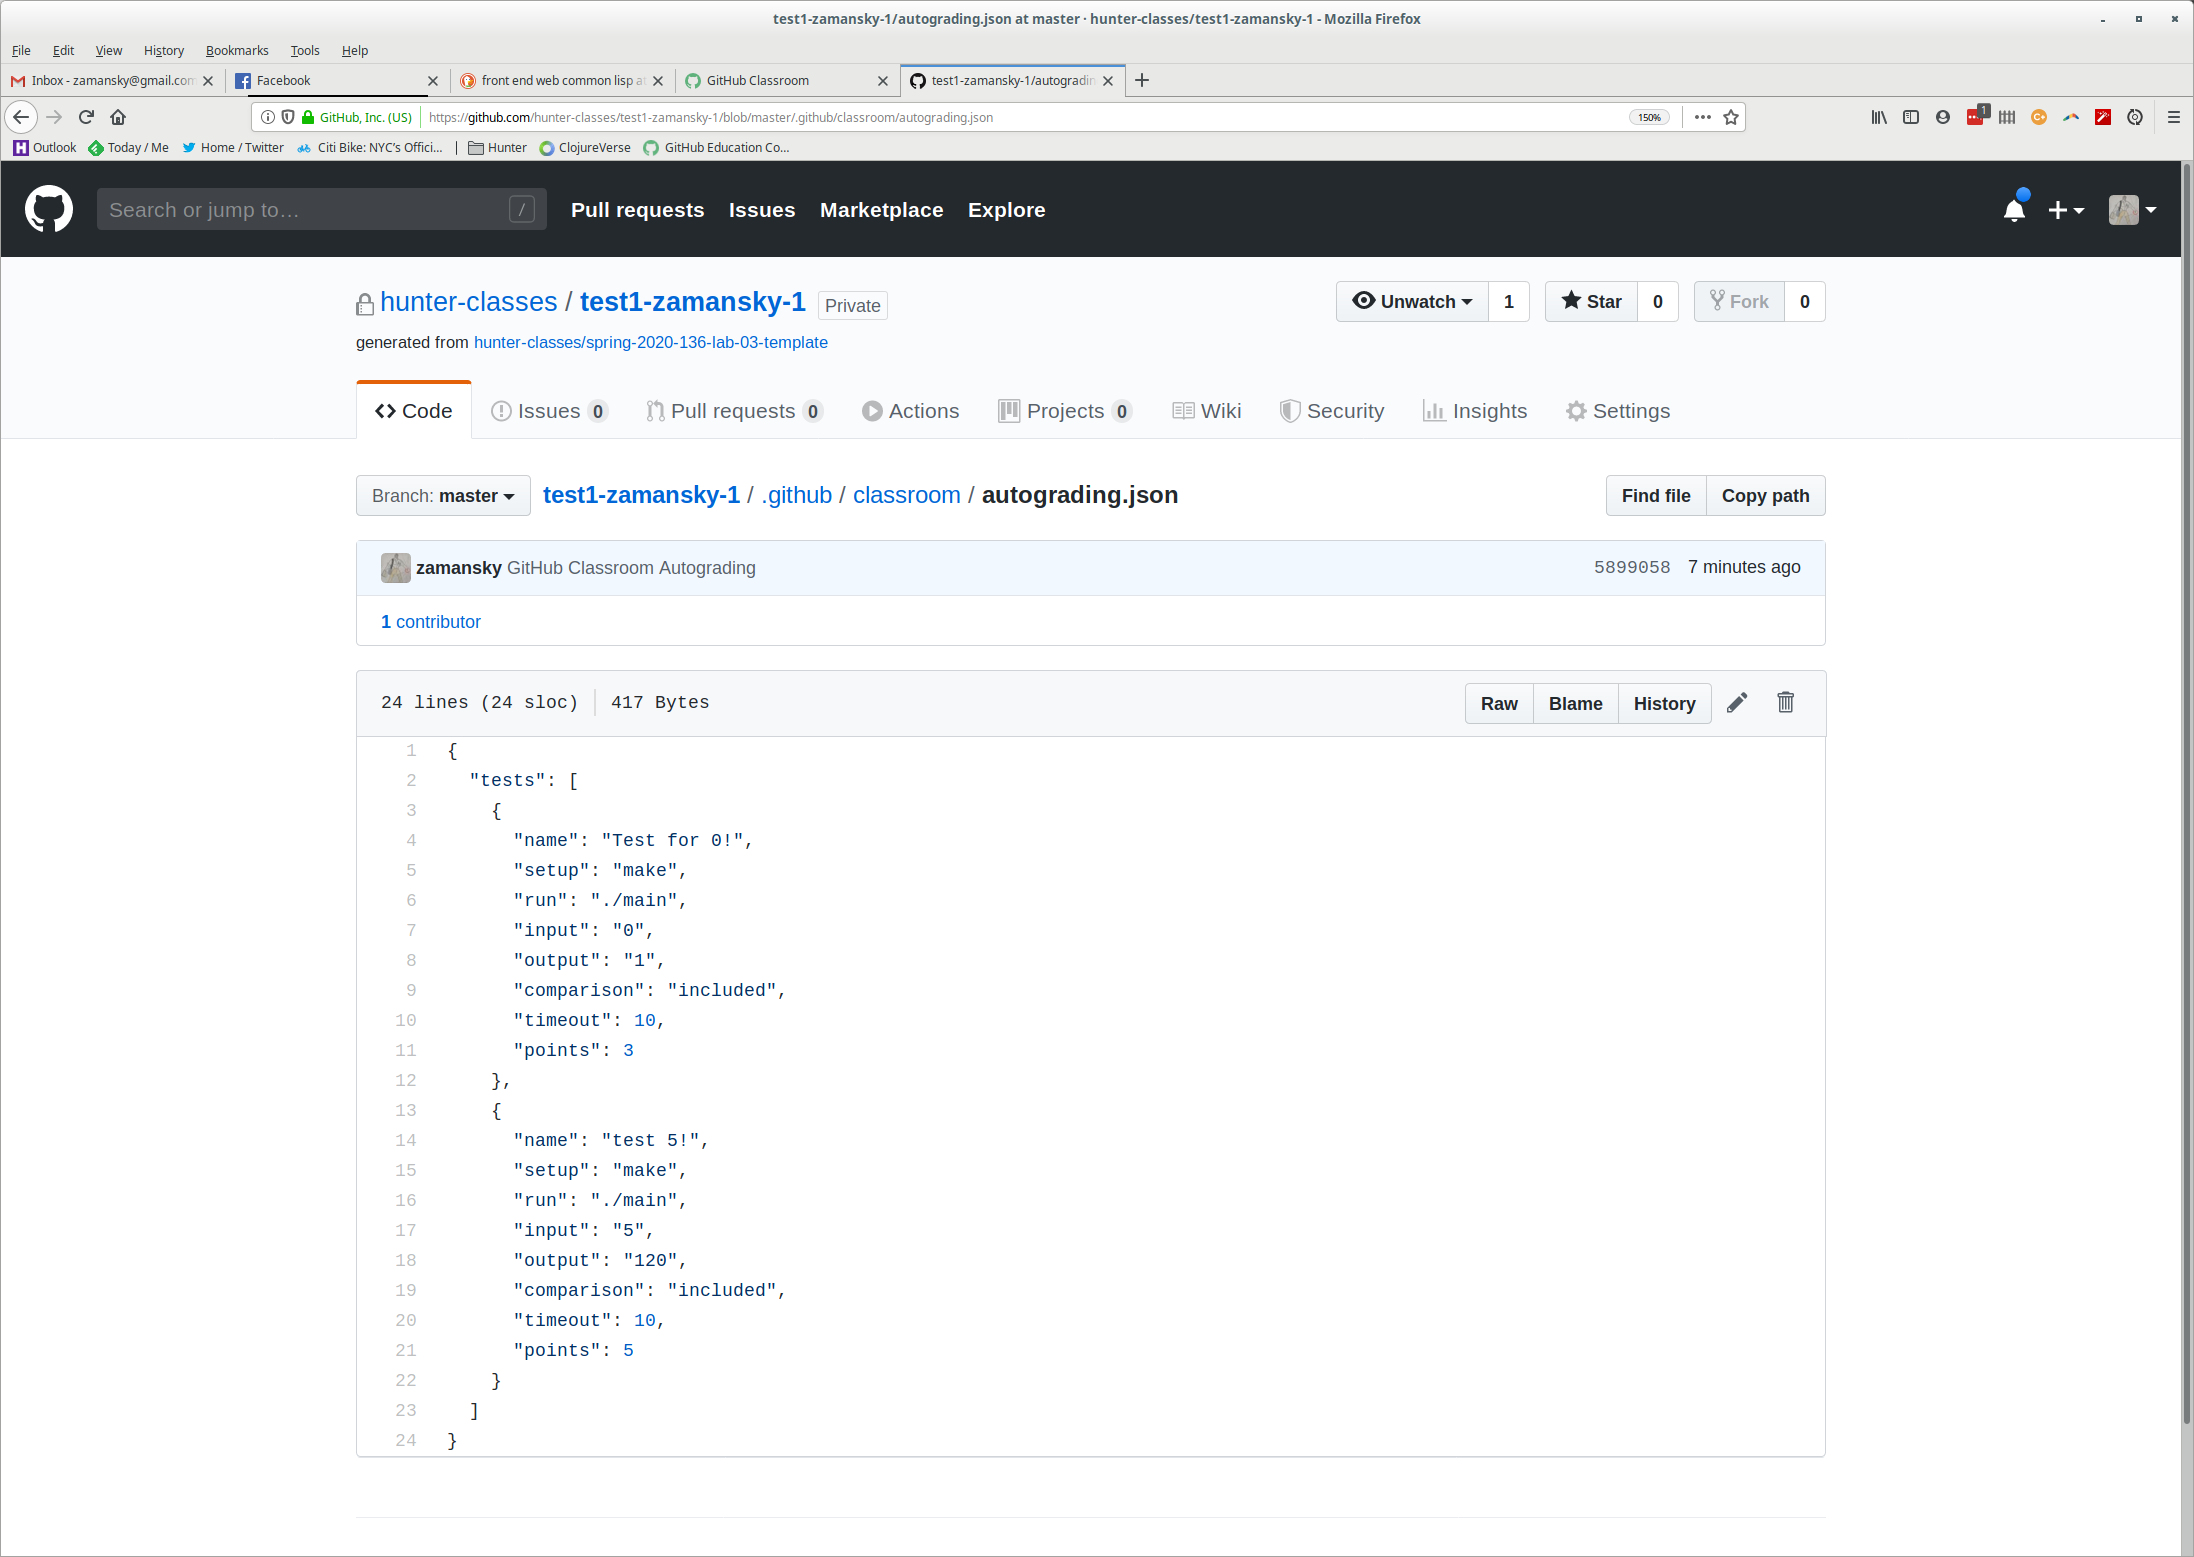 test1-zamansky-1/autograding.json at master · hunter-classes/test1-zamansky-1 - Mozilla Firefox
File Edit View History Bookmarks Tools Help
Inbox - zamansky@gmail.com Facebook front end web common lisp at GitHub Classroom test1-zamansky-1/autogradin
GitHub, Inc. (US) https://github.com/hunter-classes/test1-zamansky-1/blob/master/.github/classroom/autograding.json 150% 1
Outlook Today / Me Home / Twitter Citi Bike: NYC’s Offici… Hunter ClojureVerse GitHub Education Co…
Search or jump to… / Pull requests Issues Marketplace Explore
hunter-classes / test1-zamansky-1 Private Unwatch 1 Star 0 Fork 0
generated from hunter-classes/spring-2020-136-lab-03-template
Code Issues 0 Pull requests 0 Actions Projects 0 Wiki Security Insights Settings
Branch: master test1-zamansky-1 / .github / classroom / autograding.json Find file Copy path
zamansky GitHub Classroom Autograding 5899058 7 minutes ago
1 contributor
24 lines (24 sloc) 417 Bytes Raw Blame History
1 {
2 "tests": [
3 {
4 "name": "Test for 0!",
5 "setup": "make",
6 "run": "./main",
7 "input": "0",
8 "output": "1",
9 "comparison": "included",
10 "timeout": 10,
11 "points": 3
12 },
13 {
14 "name": "test 5!",
15 "setup": "make",
16 "run": "./main",
17 "input": "5",
18 "output": "120",
19 "comparison": "included",
20 "timeout": 10,
21 "points": 5
22 }
23 ]
24 }